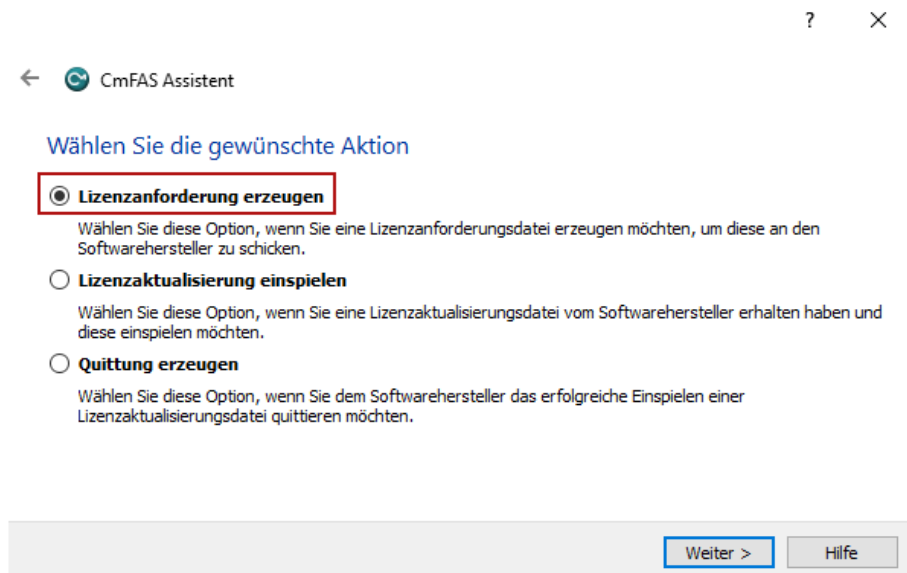 ?
CmFAS Assistent
Wählen Sie die gewünschte Aktion
Lizenzanforderung erzeugen
Wählen Sie diese Option, wenn Sie eine Lizenzanforderungsdatei erzeugen möchten, um diese an den
Softwarehersteller zu schicken.
Lizenzaktualisierung einspielen
Wählen Sie diese Option, wenn Sie eine Lizenzaktualisierungsdatei vom Softwarehersteller erhalten haben und
diese einspielen möchten.
Quittung erzeugen
Wählen Sie diese Option, wenn Sie dem Softwarehersteller das erfolgreiche Einspielen einer
Lizenzaktualisierungsdatei quittieren möchten.
Weiter > Hilfe